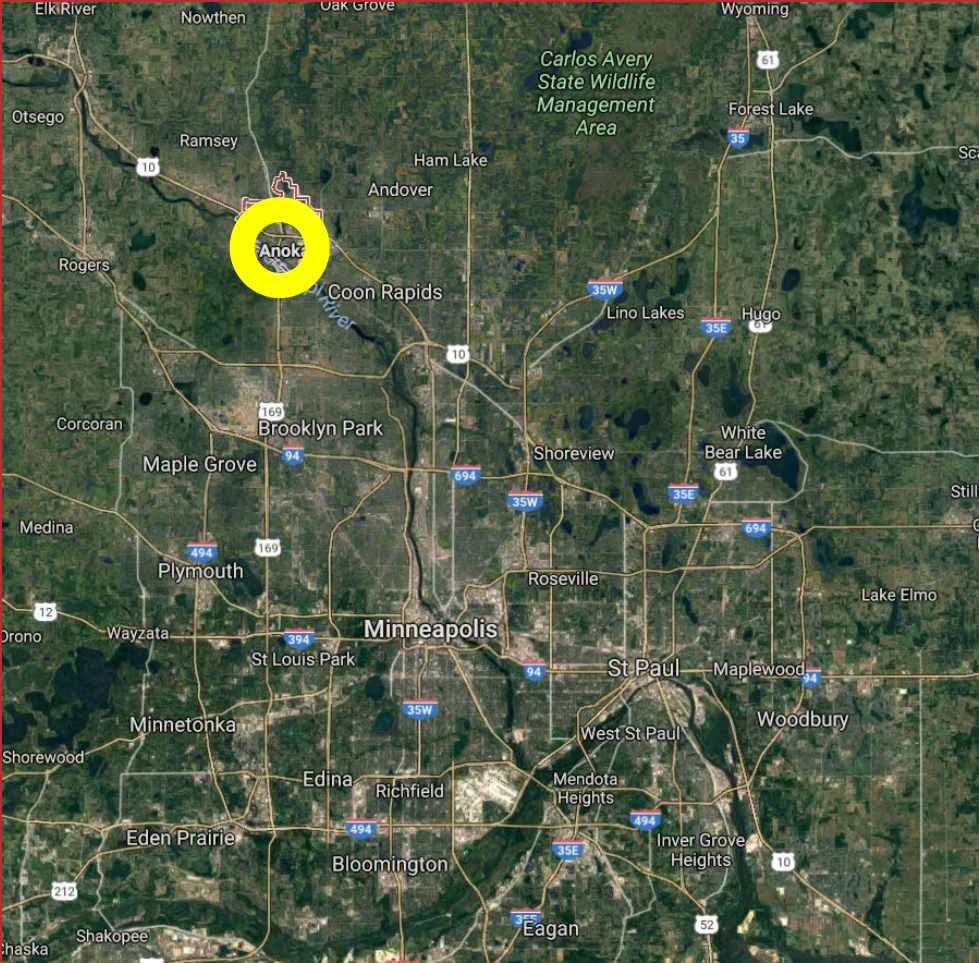 Elk River
Nowthen
Oak Grove
Wyoming
61
Carlos Avery
State Wildlife
Management
Area
Otsego
Forest Lake
35
Ramsey
Ham Lake
10
Andover
Anoka
Rogers
Coon Rapids
River
35W
Lino Lakes
Hugo
61
35E
10
169
Corcoran
Brooklyn Park
White
Bear Lake
94
Shoreview
Maple Grove
694
61
35E
35W
Medina
694
169
494
Plymouth
Roseville
Lake Elmo
12
Wayzata
Minneapolis
394
St Louis Park
94
St Paul
Maplewood
94
35W
Minnetonka
Woodbury
West St Paul
Shorewood
Edina
Richfield
Mendota
Heights
494
494
Eden Prairie
Inver Grove
Heights
35E
Bloomington
10
212
35E
Eagan
52
Shakopee